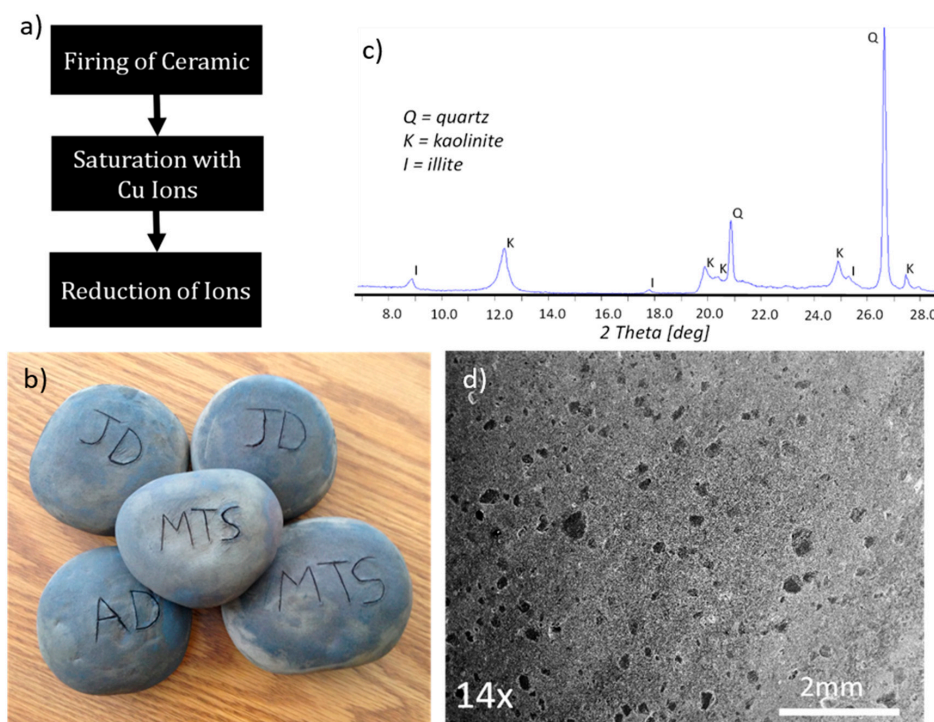 a)
Firing of Ceramic
Saturation with
Cu Ions
Reduction of Ions
c)
Q = quartz
K = kaolinite
I = illite
I
K
I
K
K
Q
K
I
Q
K
8.0 10.0 12.0 14.0 16.0 18.0 20.0 22.0 24.0 26.0 28.0
2 Theta [deg]
b)
JD
JD
MTS
AD
MTS
d)
14x
2mm